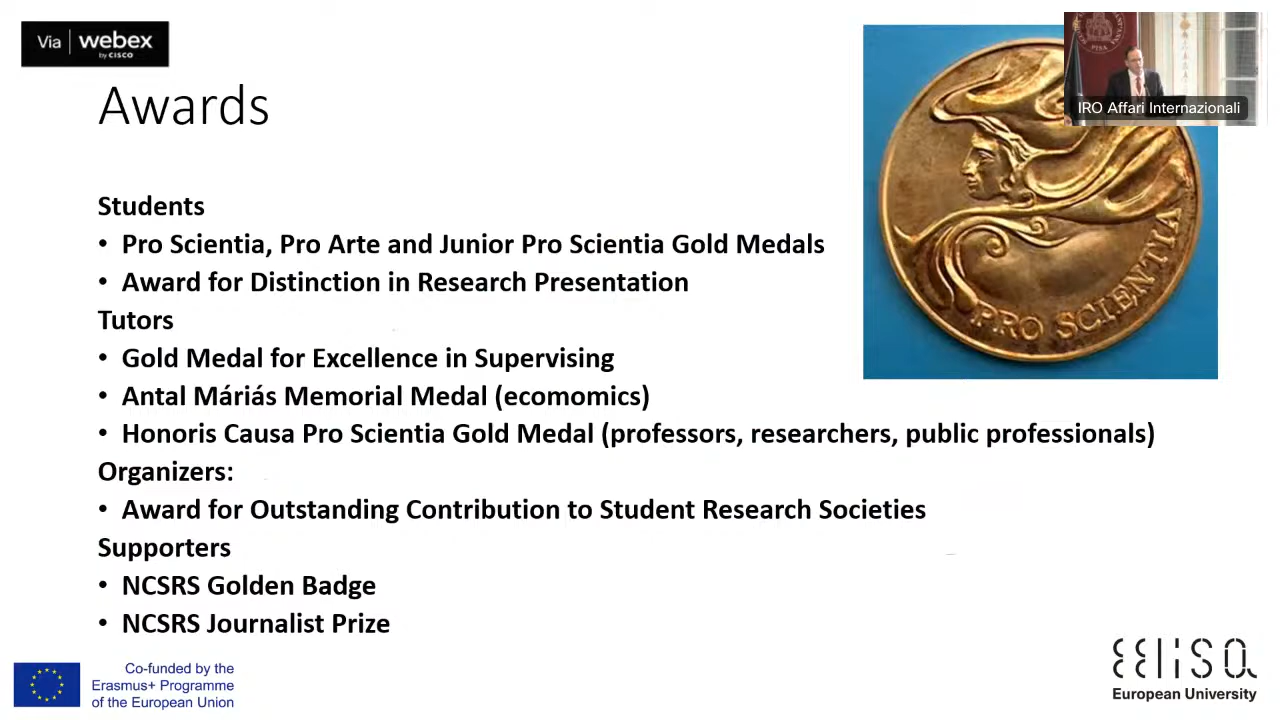 Via webex
by CISCO
IRO Affari Internazionali
PISA
Awards
PRO SCIENTIA
Students
• Pro Scientia, Pro Arte and Junior Pro Scientia Gold Medals
• Award for Distinction in Research Presentation
Tutors
• Gold Medal for Excellence in Supervising
• Antal Máriás Memorial Medal (ecomomics)
• Honoris Causa Pro Scientia Gold Medal (professors, researchers, public professionals)
Organizers:
• Award for Outstanding Contribution to Student Research Societies
Supporters
• NCSRS Golden Badge
• NCSRS Journalist Prize
Co-funded by the
Erasmus+ Programme
of the European Union
EELISA
European University